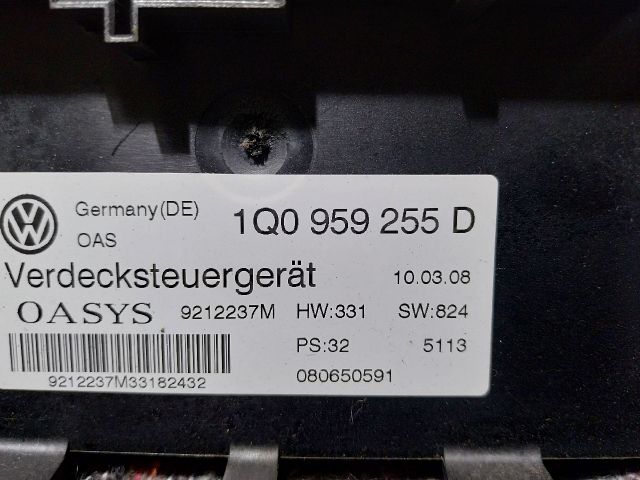 Germany(DE) 1Q0 959 255 D
OAS
Verdecksteuergerät 10.03.08
OASYS 9212237M HW:331 SW:824
PS:32 5113
9212237M33182432 080650591